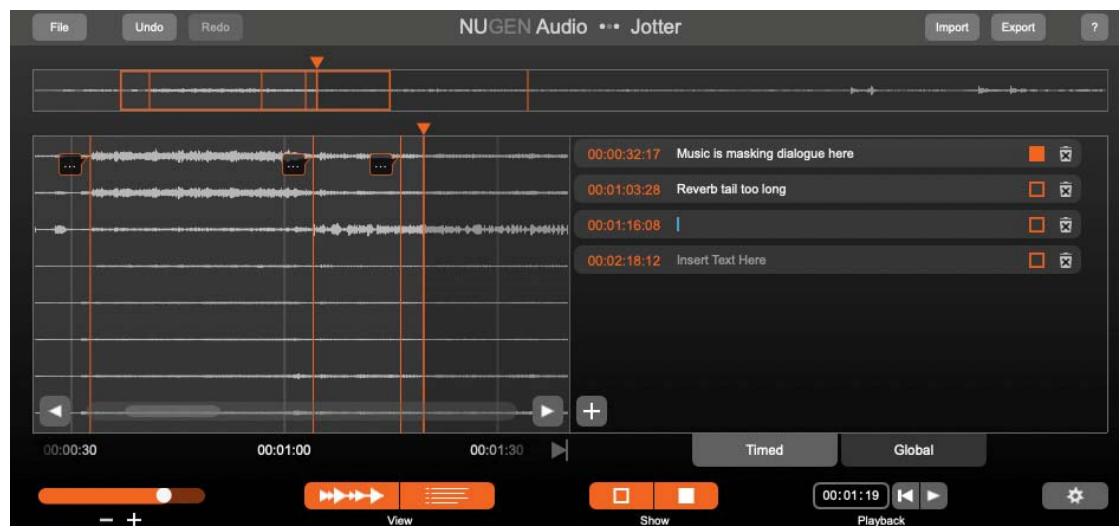 File Undo Redo NUGEN Audio Jotter Import Export ?
00:00:32:17 Music is masking dialogue here
00:01:03:28 Reverb tail too long
00:01:16:08
00:02:18:12 Insert Text Here
00:00:30 00:01:00 00:01:30 Timed Global
00:01:19
View Show Playback